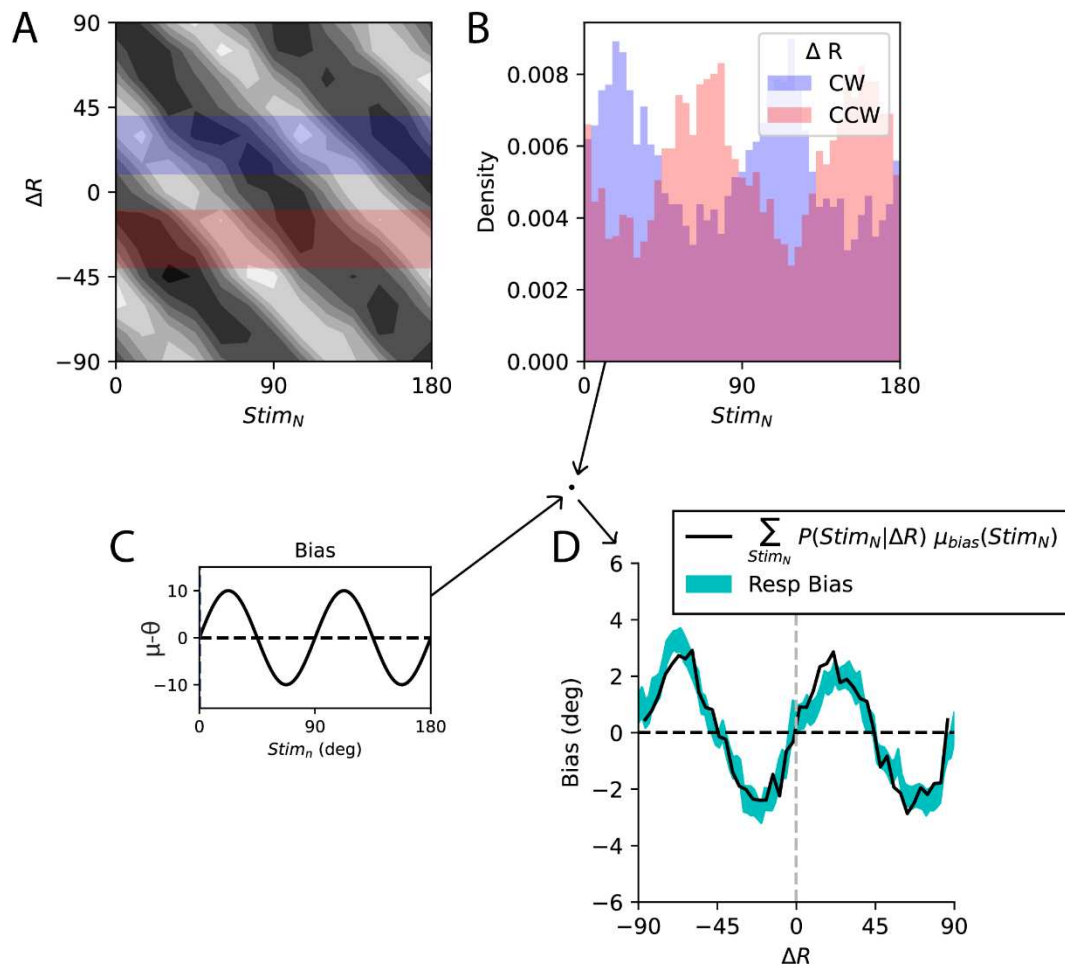 A
90
45
0
−45
−90
ΔR
0
90
180
Stim_N
B
0.008
0.006
0.004
0.002
0.000
Density
Δ R
CW
CCW
0
90
180
Stim_N
C
Bias
10
0
−10
μ-θ
0
90
180
Stim_n (deg)
D
∑ P(Stim_N|ΔR) μ_bias(Stim_N)
Stim_N
Resp Bias
6
4
2
0
−2
−4
−6
Bias (deg)
−90
−45
0
45
90
ΔR